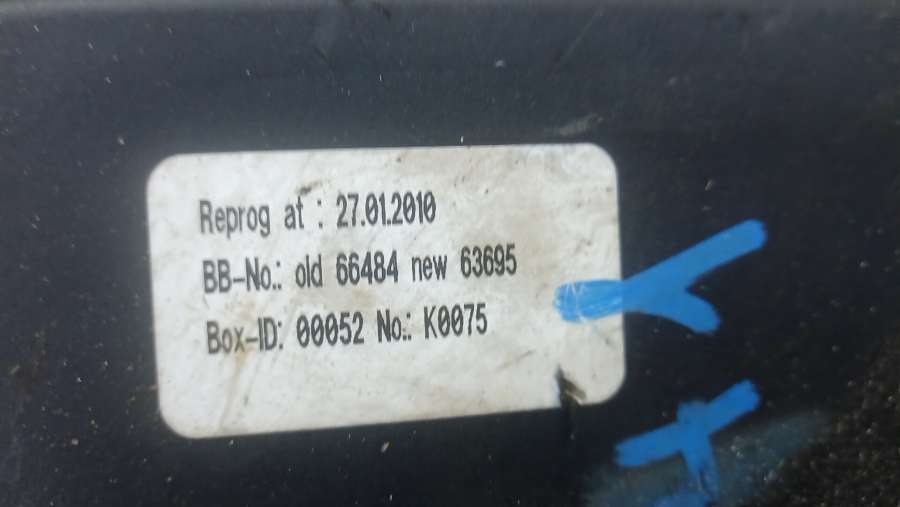 Reprog at : 27.01.2010
BB-No.: old 66484 new 63695
Box-ID: 00052 No.: K0075